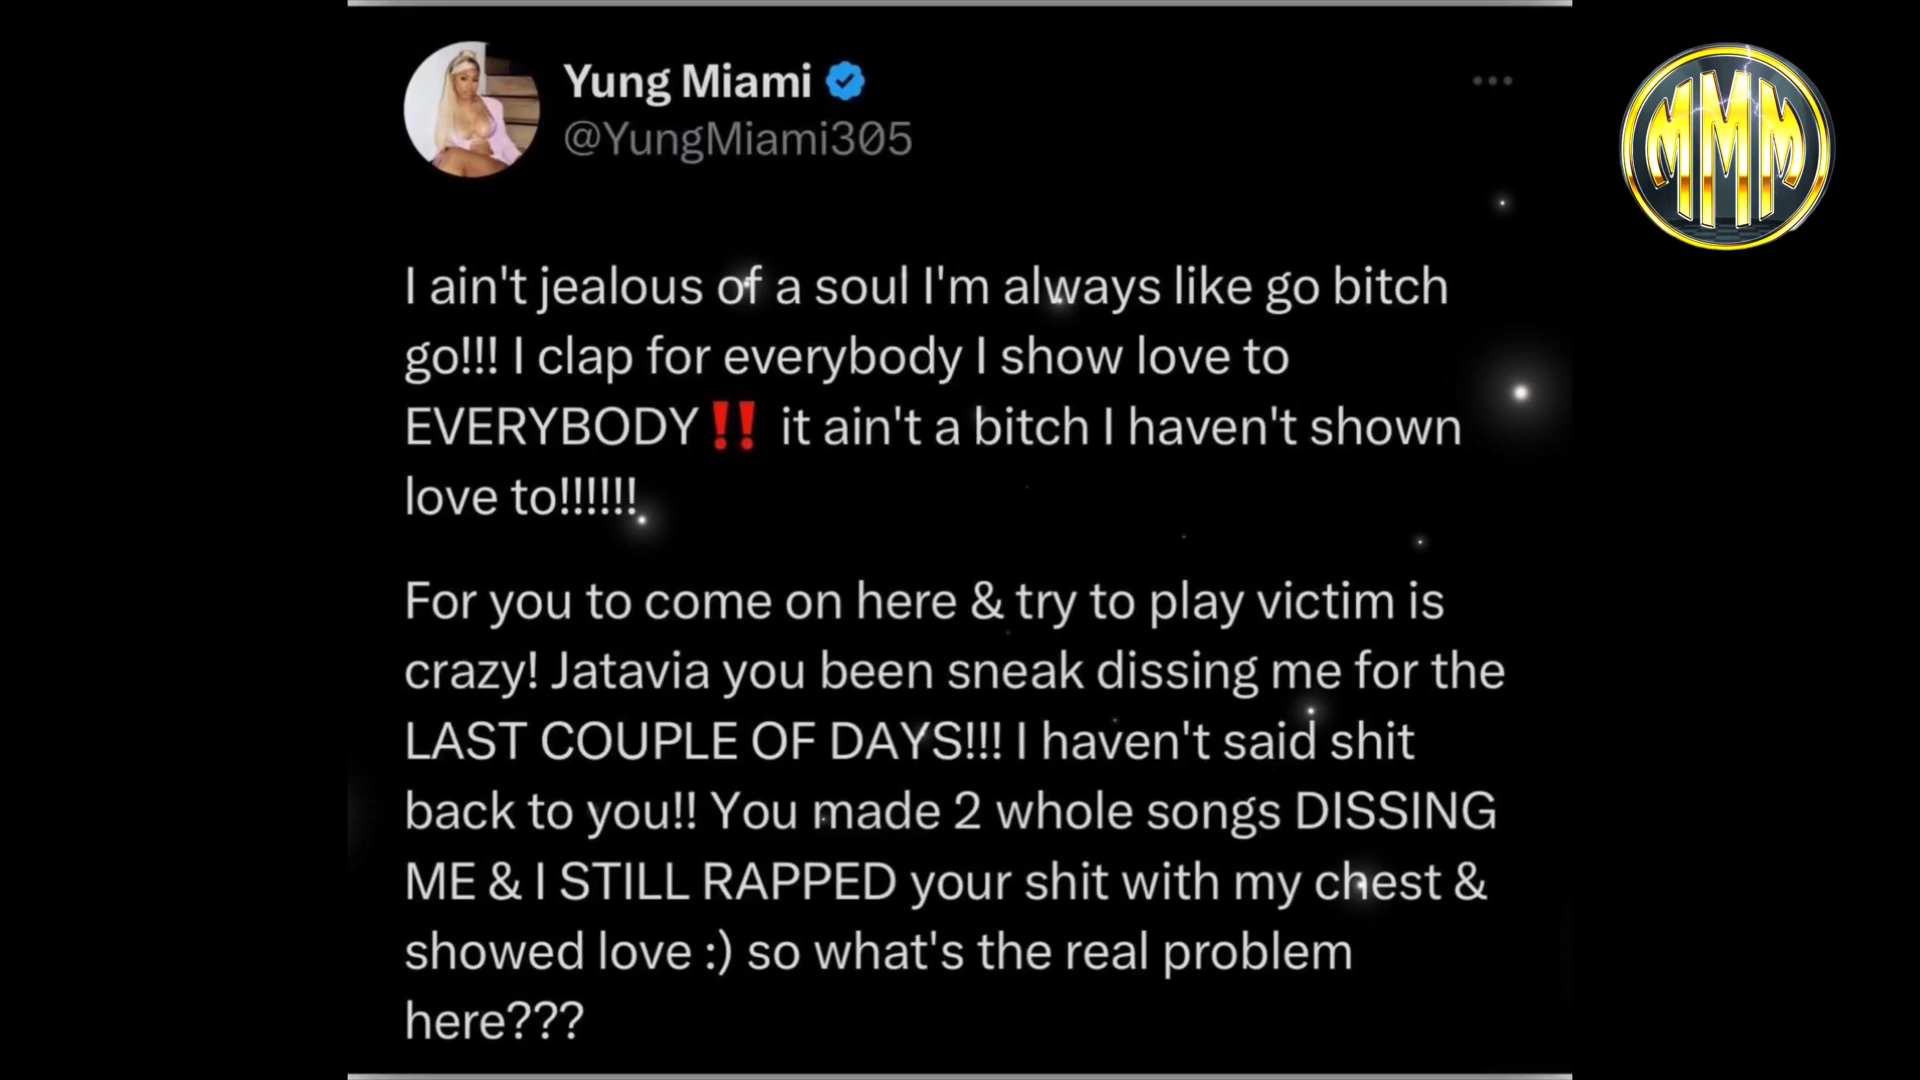 Yung Miami
@YungMiami305
MMM
I ain't jealous of a soul I'm always like go bitch
go!!! I clap for everybody I show love to
EVERYBODY‼️ it ain't a bitch I haven't shown
love to!!!!!!
For you to come on here & try to play victim is
crazy! Jatavia you been sneak dissing me for the
LAST COUPLE OF DAYS!!! I haven't said shit
back to you!! You made 2 whole songs DISSING
ME & I STILL RAPPED your shit with my chest &
showed love :) so what's the real problem
here???